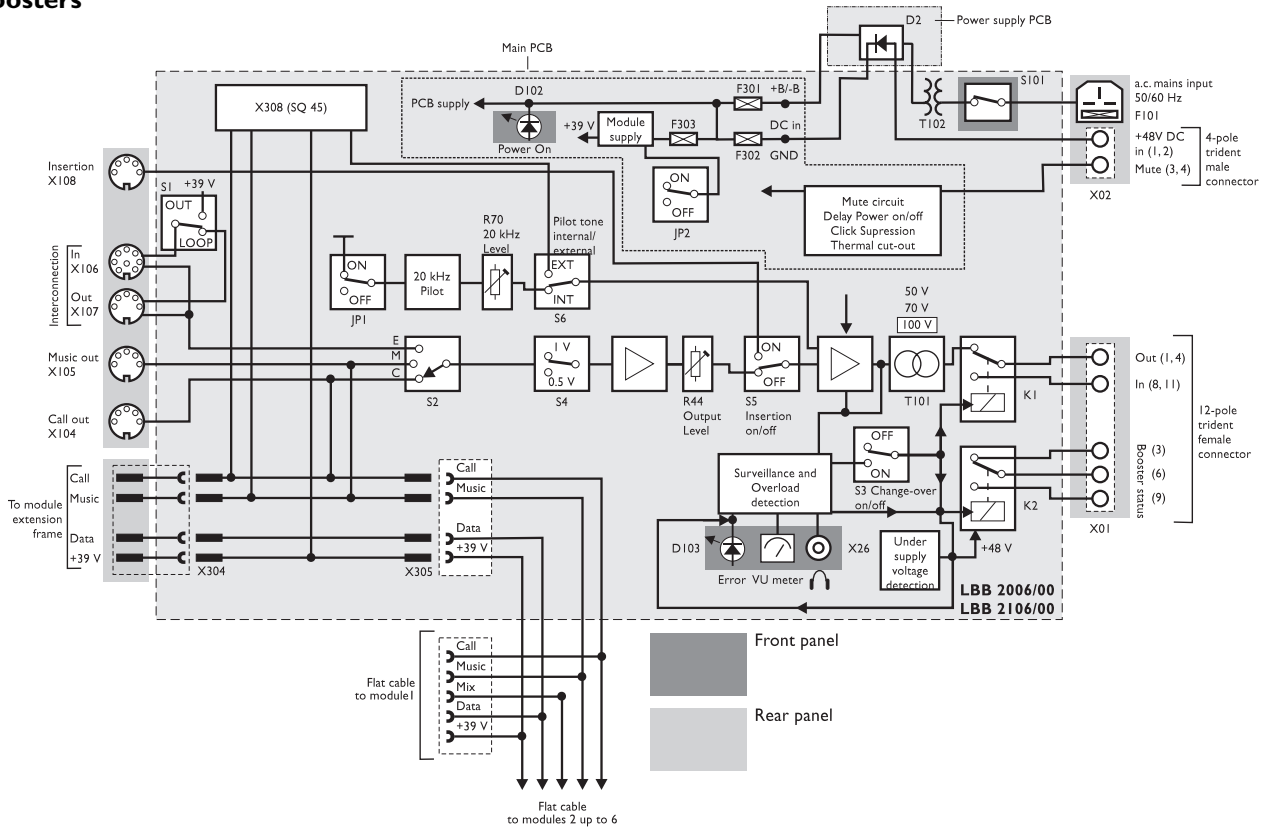 osters
D2
Power supply PCB
Main PCB
S101
X308 (SQ 45)
PCB supply
D102
F301
+B/-B
T102
a.c. mains input
50/60 Hz
F101
+39 V
Module
supply
F303
DC in
Power On
F302
GND
+48V DC
in (1, 2)
Mute (3, 4)
4-pole
trident
male
connector
X02
Insertion
X108
S1
+39 V
OUT
LOOP
ON
OFF
JP2
Mute circuit
Delay Power on/off
Click Supression
Thermal cut-out
R70
20 kHz
Level
Pilot tone
internal/
external
Interconnection
In
X106
Out
X107
ON
OFF
JP1
20 kHz
Pilot
EXT
INT
S6
50 V
70 V
100 V
Music out
X105
E
M
C
S2
1 V
0.5 V
S4
R44
Output
Level
ON
OFF
S5
Insertion
on/off
T101
K1
Out (1, 4)
In (8, 11)
12-pole
trident
female
connector
Call out
X104
OFF
ON
S3 Change-over
on/off
K2
Booster status
(3)
(6)
(9)
X01
To module
extension
frame
Call
Music
Data
+39 V
X304
X305
Call
Music
Data
+39 V
Surveillance and
Overload
detection
D103
X26
Error
VU meter
Under
supply
voltage
detection
+48 V
LBB 2006/00
LBB 2106/00
Flat cable
to module1
Call
Music
Mix
Data
+39 V
Front panel
Rear panel
Flat cable
to modules 2 up to 6